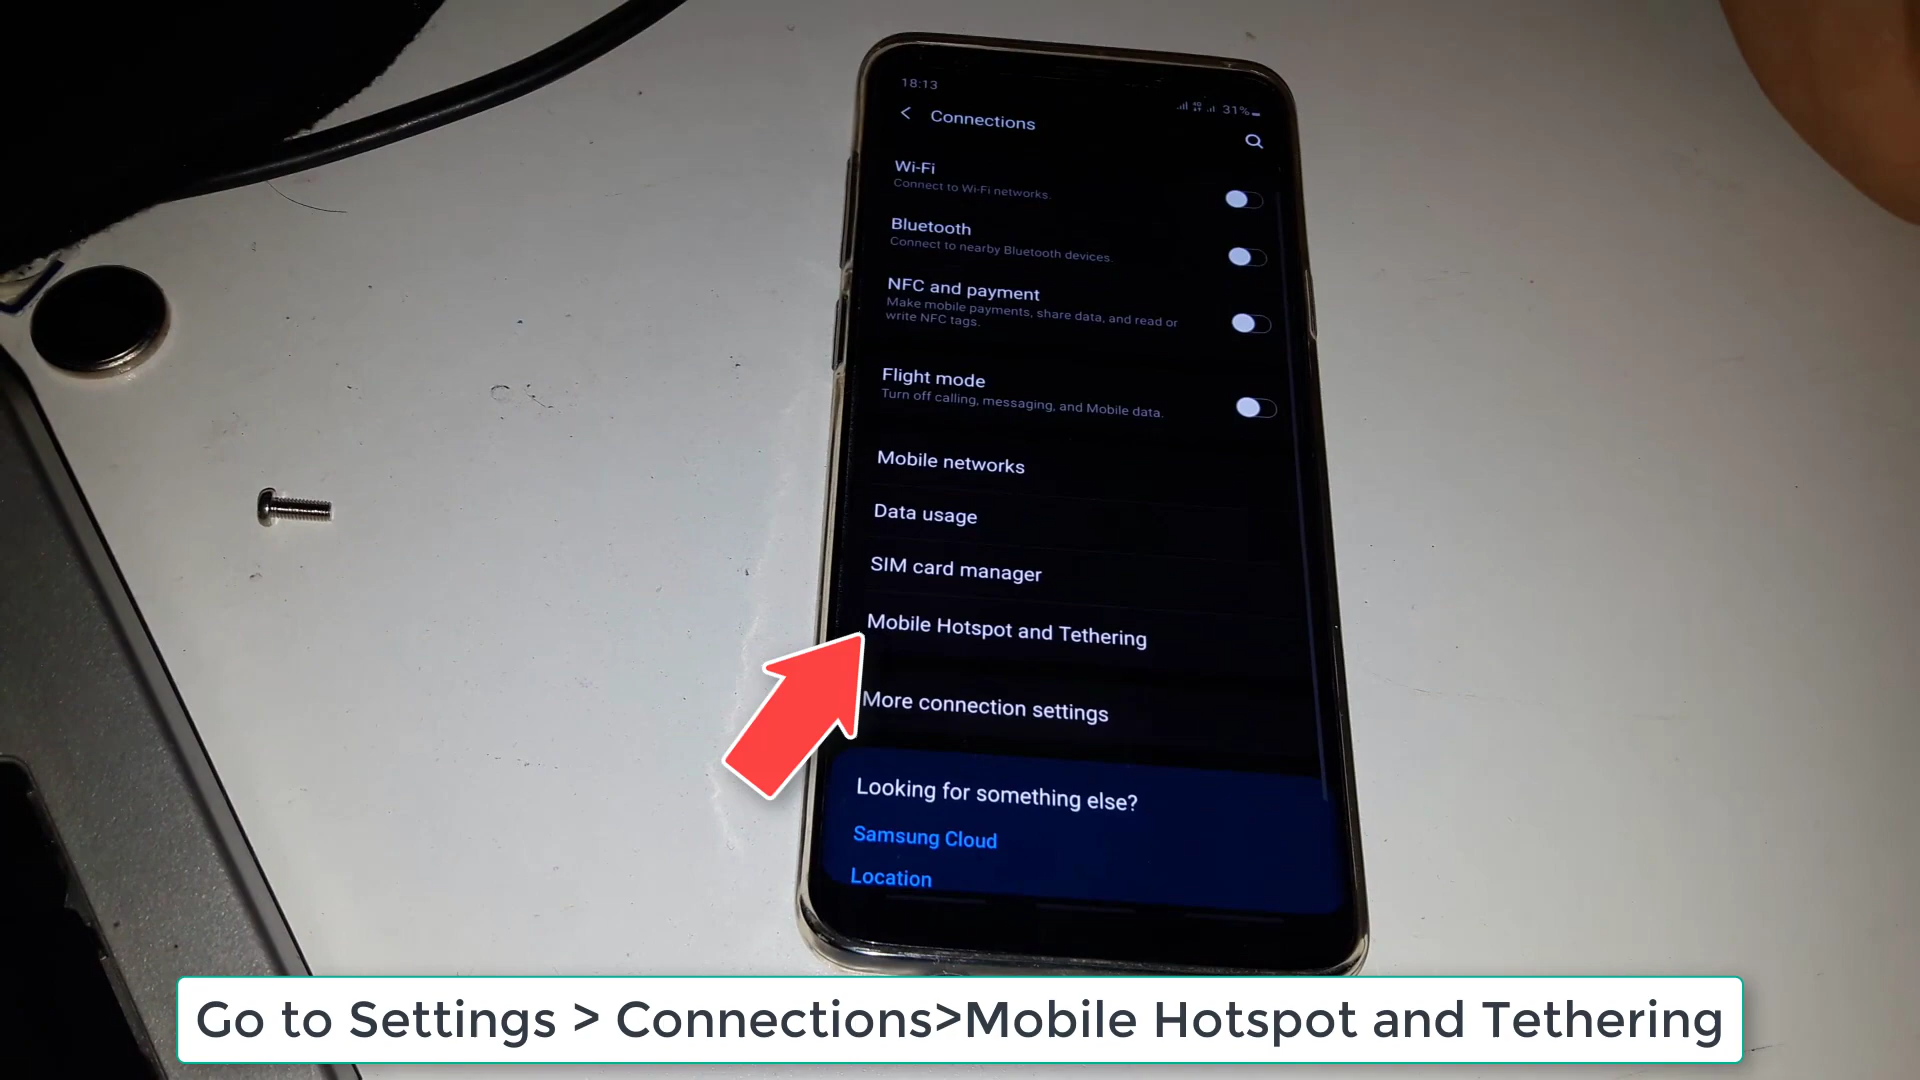 18:13
31%
Connections
Wi-Fi
Connect to Wi-Fi networks.
Bluetooth
Connect to nearby Bluetooth devices.
NFC and payment
Make mobile payments, share data, and read or
write NFC tags.
Flight mode
Turn off calling, messaging, and Mobile data.
Mobile networks
Data usage
SIM card manager
Mobile Hotspot and Tethering
More connection settings
Looking for something else?
Samsung Cloud
Location
Go to Settings > Connections>Mobile Hotspot and Tethering